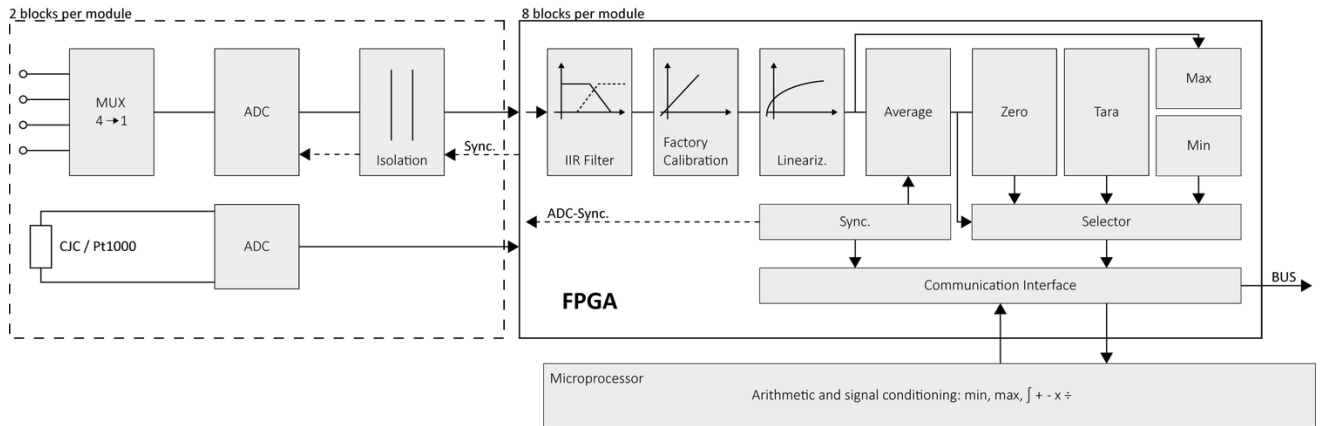 2 blocks per module
8 blocks per module
MUX
4 → 1
ADC
Isolation
Sync.
IIR Filter
Factory
Calibration
Lineariz.
Average
Zero
Tara
Max
Min
CJC / Pt1000
ADC
ADC-Sync.
Sync.
Selector
Communication Interface
BUS
FPGA
Microprocessor
Arithmetic and signal conditioning: min, max, ∫ + - x ÷